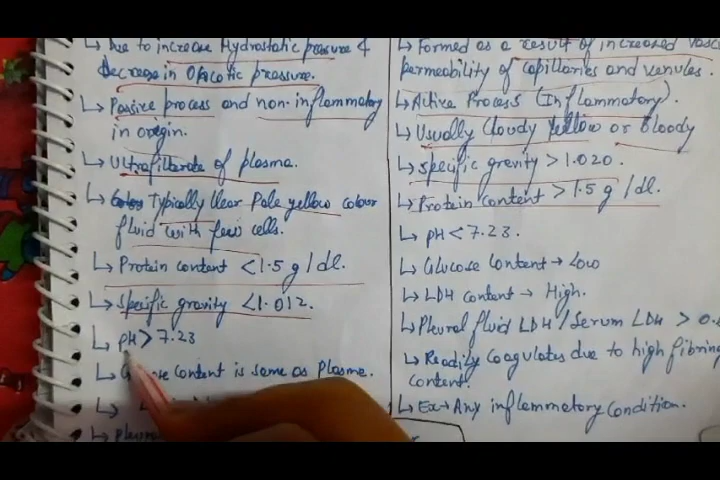 ↳ Due to increase Hydrostatic pressure &
decrease in Oncotic pressure.
↳ Passive process and non-inflammatory
in origin.
↳ Ultrafiltrate of plasma.
↳ Typically clear Pale yellow colour
fluid with few cells.
↳ Protein content < 1.5 g/dl.
↳ Specific gravity < 1.012.
↳ pH > 7.23
↳ content is same as Plasma.
↳ Formed as a result of increased
permeability of capillaries and venules.
↳ Active Process (Inflammatory).
↳ Usually Cloudy yellow or bloody
↳ specific gravity > 1.020.
↳ Protein content > 1.5 g/dl.
↳ pH < 7.23.
↳ Glucose content → Low
↳ LDH content → High.
↳ Pleural fluid LDH / Serum LDH >
↳ Readily coagulates due to high
content.
↳ Ex → Any inflammatory condition.